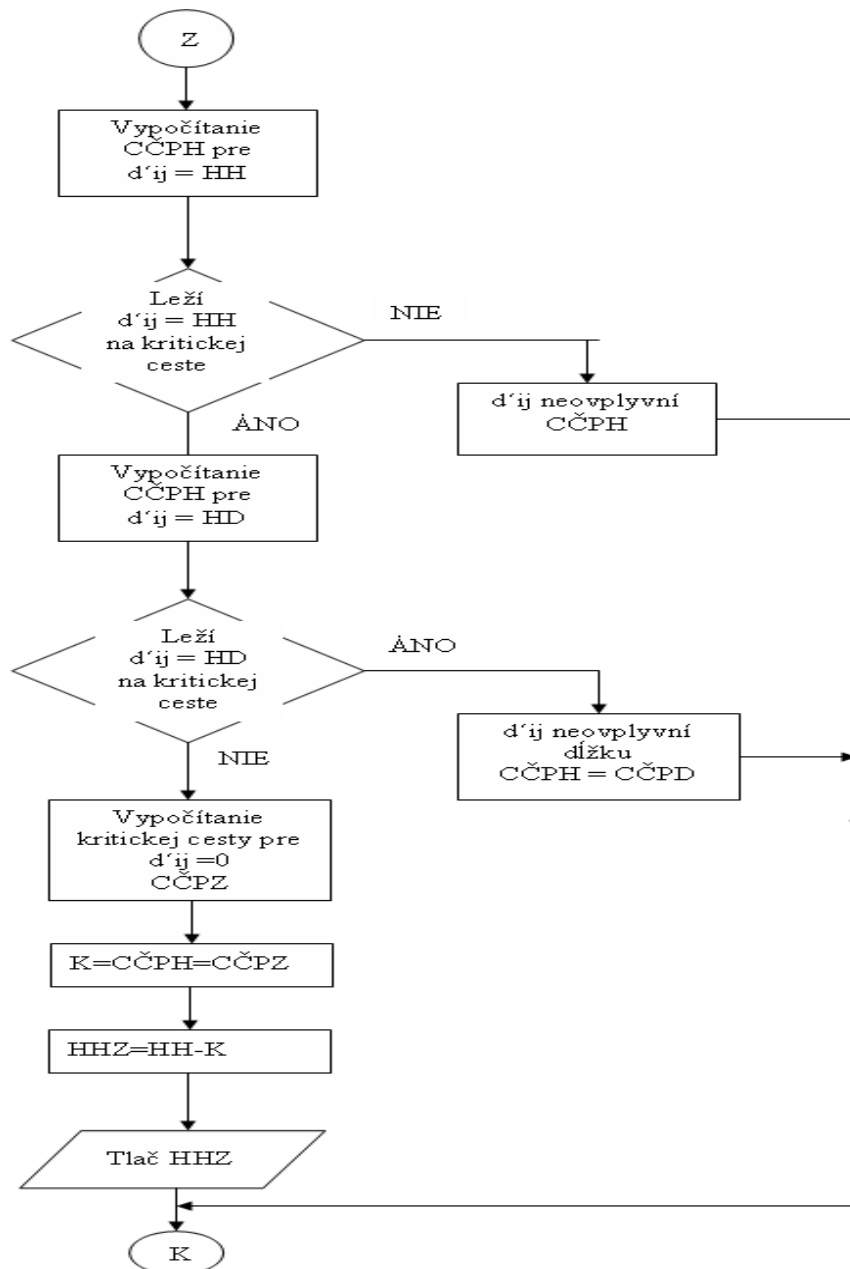 Z
Vypočítanie
CČPH pre
d´ij = HH
Leží
d´ij = HH
na kritickej
ceste
NIE
d´ij neovplyvní
CČPH
ÁNO
Vypočítanie
CČPH pre
d´ij = HD
Leží
d´ij = HD
na kritickej
ceste
ÁNO
d´ij neovplyvní
dĺžku
CČPH = CČPD
NIE
Vypočítanie
kritickej cesty pre
d´ij =0
CČPZ
K=CČPH=CČPZ
HHZ=HH-K
Tlač HHZ
K